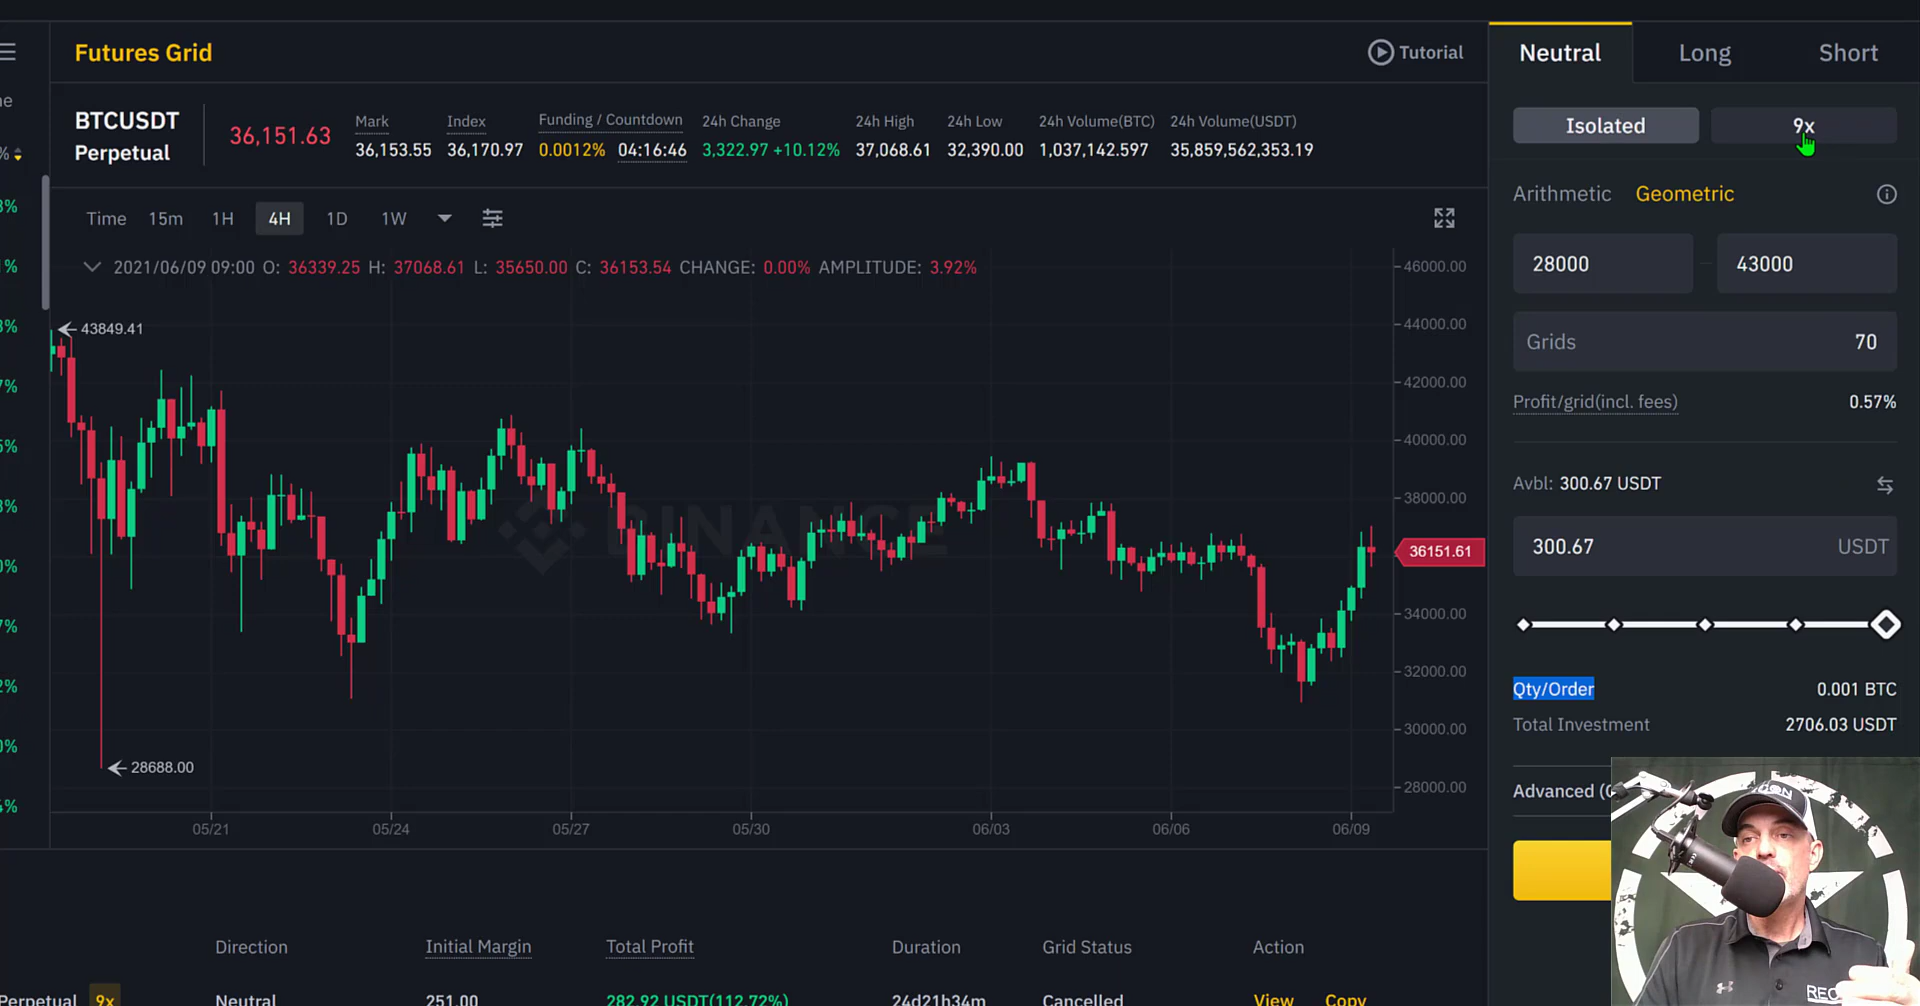 Futures Grid
Tutorial
Neutral Long Short
BTCUSDT
Perpetual
36,151.63
Mark
36,153.55
Index
36,170.97
Funding / Countdown
0.0012% 04:16:46
24h Change
3,322.97 +10.12%
24h High
37,068.61
24h Low
32,390.00
24h Volume(BTC)
1,037,142.597
24h Volume(USDT)
35,859,562,353.19
Isolated 9x
Arithmetic Geometric
28000 43000
Grids 70
Profit/grid(incl. fees) 0.57%
Avbl: 300.67 USDT
300.67 USDT
Qty/Order 0.001 BTC
Total Investment 2706.03 USDT
Advanced
Time 15m 1H 4H 1D 1W
2021/06/09 09:00 O: 36339.25 H: 37068.61 L: 35650.00 C: 36153.54 CHANGE: 0.00% AMPLITUDE: 3.92%
46000.00
44000.00
42000.00
40000.00
38000.00
36151.61
34000.00
32000.00
30000.00
28000.00
43849.41
28688.00
BINANCE
05/21 05/24 05/27 05/30 06/03 06/06 06/09
Direction Initial Margin Total Profit Duration Grid Status Action
Perpetual 9x Neutral 251.00 282.92 USDT(112.72%) 24d21h34m Cancelled View Copy